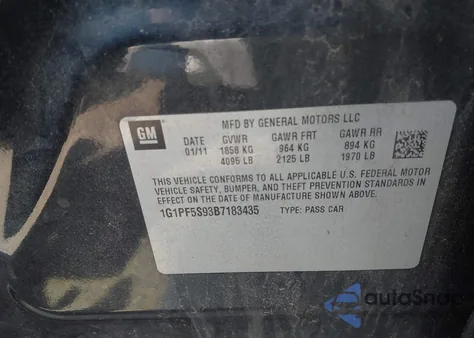 GM
MFD BY GENERAL MOTORS LLC
DATE GVWR GAWR FRT GAWR RR
01/11 1858 KG 964 KG 894 KG
4095 LB 2125 LB 1970 LB
THIS VEHICLE CONFORMS TO ALL APPLICABLE U.S. FEDERAL MOTOR
VEHICLE SAFETY, BUMPER, AND THEFT PREVENTION STANDARDS IN
EFFECT ON THE DATE OF MANUFACTURE SHOWN ABOVE.
1G1PF5S93B7183435 TYPE: PASS CAR